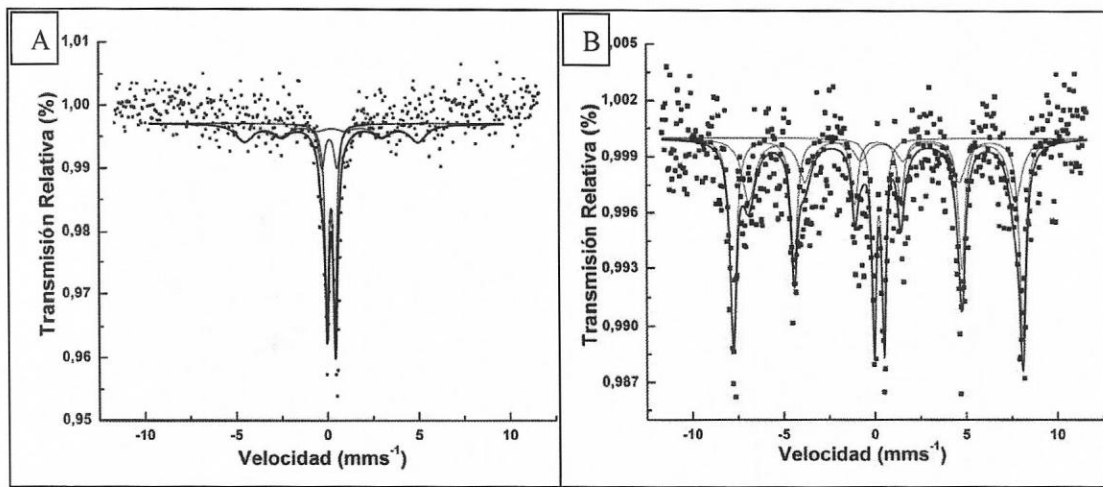 A
1,01
1,00
0,99
0,98
0,97
0,96
0,95
Transmisión Relativa (%)
-10 -5 0 5 10
Velocidad (mms⁻¹)
B
1,005
1,002
0,999
0,996
0,993
0,990
0,987
Transmisión Relativa (%)
-10 -5 0 5 10
Velocidad (mms⁻¹)